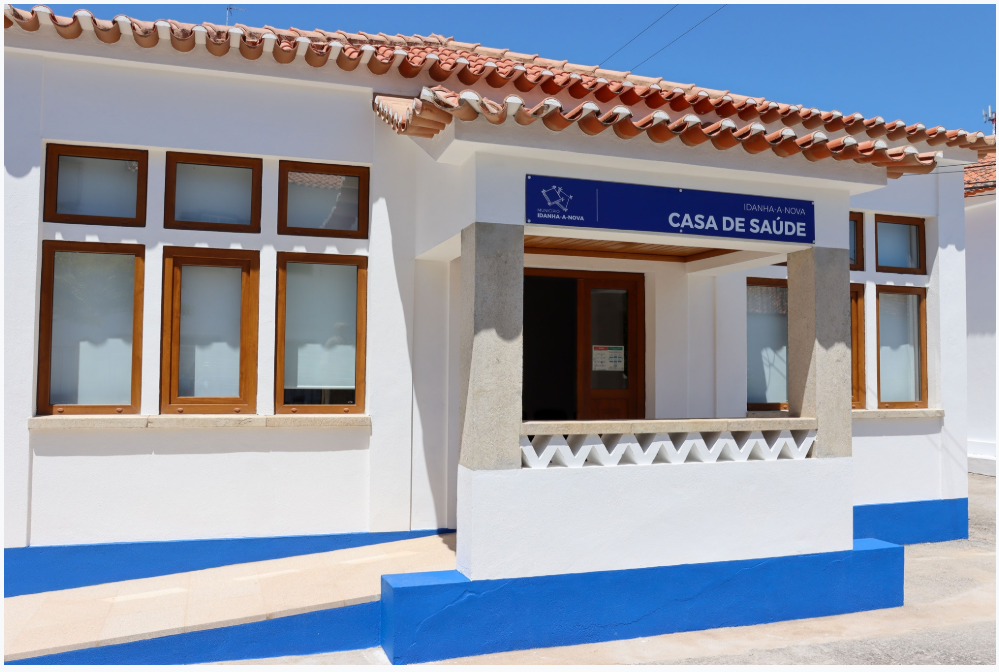 MUNICÍPIO
IDANHA-A-NOVA
IDANHA-A-NOVA
CASA DE SAÚDE